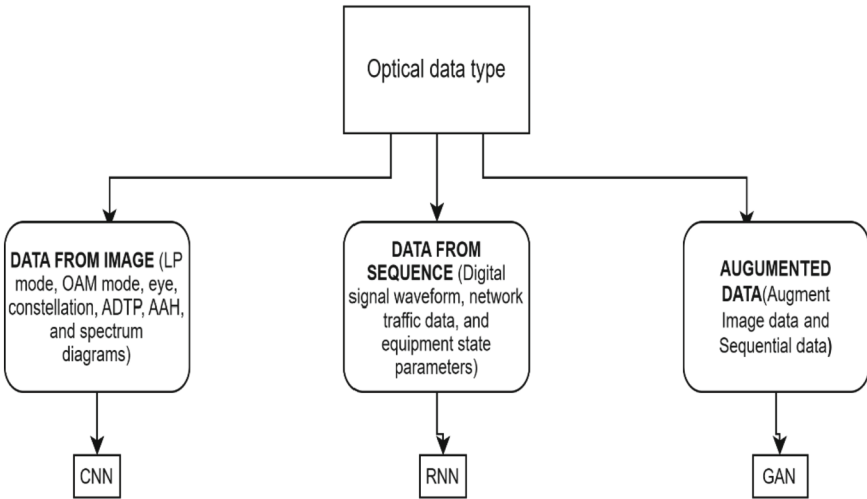 Optical data type
DATA FROM IMAGE (LP
mode, OAM mode, eye,
constellation, ADTP, AAH,
and spectrum
diagrams)
DATA FROM
SEQUENCE (Digital
signal waveform, network
traffic data, and
equipment state
parameters)
AUGUMENTED
DATA(Augment
Image data and
Sequential data)
CNN
RNN
GAN